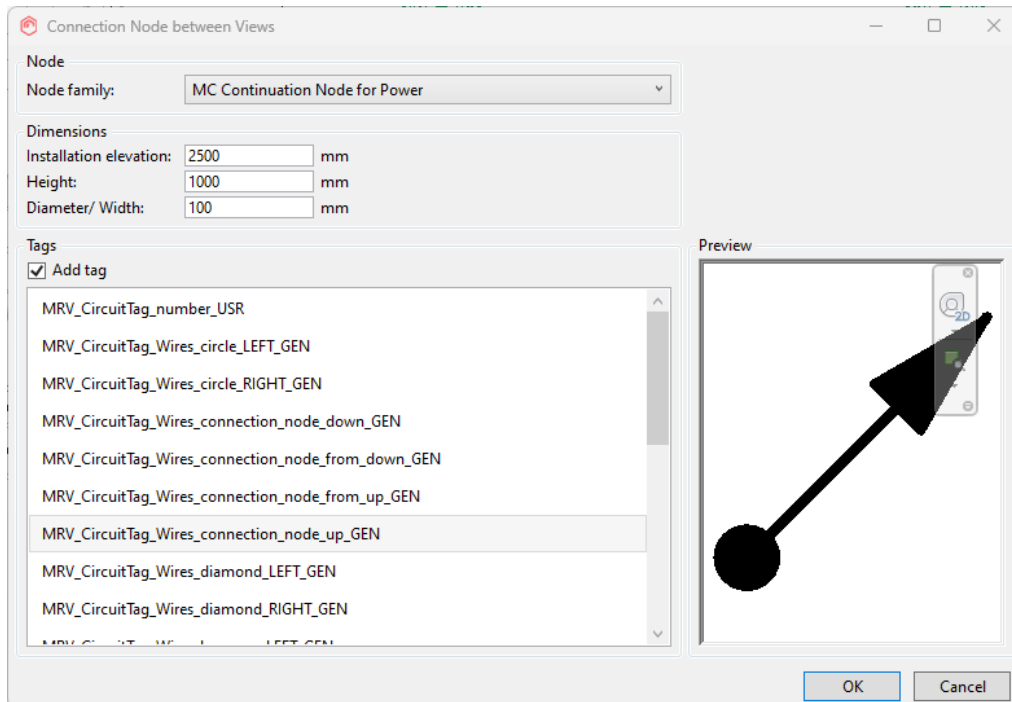 Connection Node between Views
Node
Node family: MC Continuation Node for Power
Dimensions
Installation elevation: 2500 mm
Height: 1000 mm
Diameter/ Width: 100 mm
Tags
Add tag
MRV_CircuitTag_number_USR
MRV_CircuitTag_Wires_circle_LEFT_GEN
MRV_CircuitTag_Wires_circle_RIGHT_GEN
MRV_CircuitTag_Wires_connection_node_down_GEN
MRV_CircuitTag_Wires_connection_node_from_down_GEN
MRV_CircuitTag_Wires_connection_node_from_up_GEN
MRV_CircuitTag_Wires_connection_node_up_GEN
MRV_CircuitTag_Wires_diamond_LEFT_GEN
MRV_CircuitTag_Wires_diamond_RIGHT_GEN
Preview
2D
OK Cancel